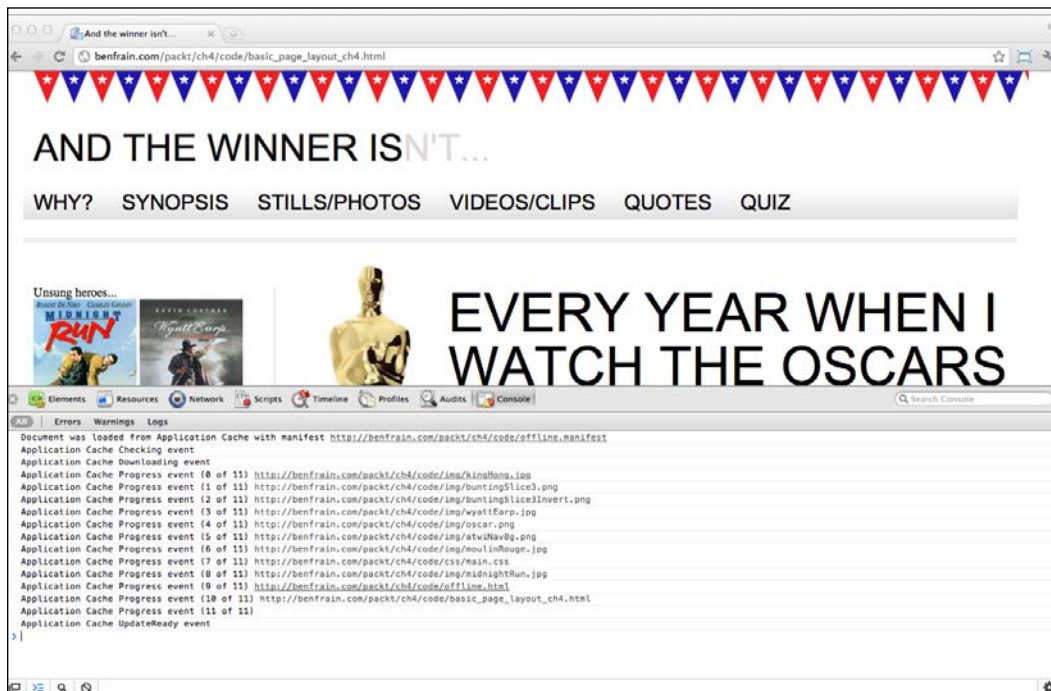 And the winner isn't...
benfrain.com/packt/ch4/code/basic_page_layout_ch4.html
AND THE WINNER ISN'T...
WHY? SYNOPSIS STILLS/PHOTOS VIDEOS/CLIPS QUOTES QUIZ
Unsung heroes...
ROBERT DE NIRO CHARLES GRODIN
MIDNIGHT
RUN
KEVIN COSTNER
Wyatt Earp
EVERY YEAR WHEN I
WATCH THE OSCARS
Elements Resources Network Scripts Timeline Profiles Audits Console Search Console
All Errors Warnings Logs
Document was loaded from Application Cache with manifest http://benfrain.com/packt/ch4/code/offline.manifest
Application Cache Checking event
Application Cache Downloading event
Application Cache Progress event (0 of 11) http://benfrain.com/packt/ch4/code/img/kingHong.jpg
Application Cache Progress event (1 of 11) http://benfrain.com/packt/ch4/code/img/buntingSlice3.png
Application Cache Progress event (2 of 11) http://benfrain.com/packt/ch4/code/img/buntingSlice3Invert.png
Application Cache Progress event (3 of 11) http://benfrain.com/packt/ch4/code/img/wyattEarp.jpg
Application Cache Progress event (4 of 11) http://benfrain.com/packt/ch4/code/img/oscar.png
Application Cache Progress event (5 of 11) http://benfrain.com/packt/ch4/code/img/atwiNavBg.png
Application Cache Progress event (6 of 11) http://benfrain.com/packt/ch4/code/img/moulinRouge.jpg
Application Cache Progress event (7 of 11) http://benfrain.com/packt/ch4/code/css/main.css
Application Cache Progress event (8 of 11) http://benfrain.com/packt/ch4/code/img/midnightRun.jpg
Application Cache Progress event (9 of 11) http://benfrain.com/packt/ch4/code/offline.html
Application Cache Progress event (10 of 11) http://benfrain.com/packt/ch4/code/basic_page_layout_ch4.html
Application Cache Progress event (11 of 11)
Application Cache UpdateReady event